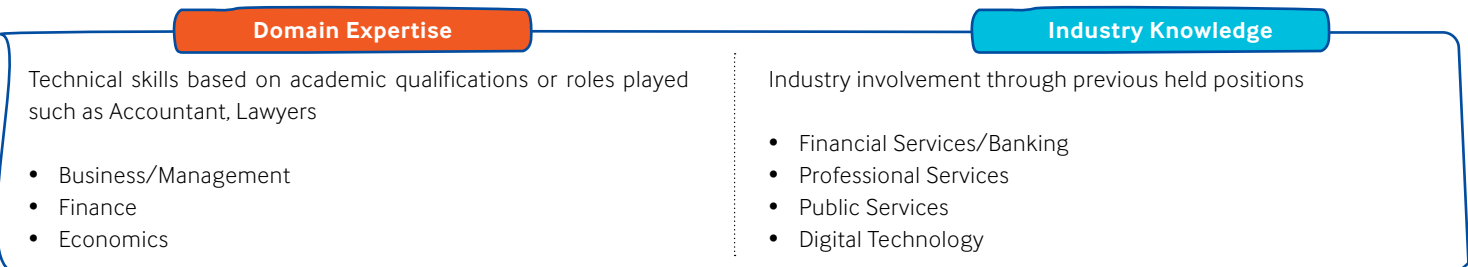 Domain Expertise
Technical skills based on academic qualifications or roles played
such as Accountant, Lawyers
• Business/Management
• Finance
• Economics
Industry Knowledge
Industry involvement through previous held positions
• Financial Services/Banking
• Professional Services
• Public Services
• Digital Technology